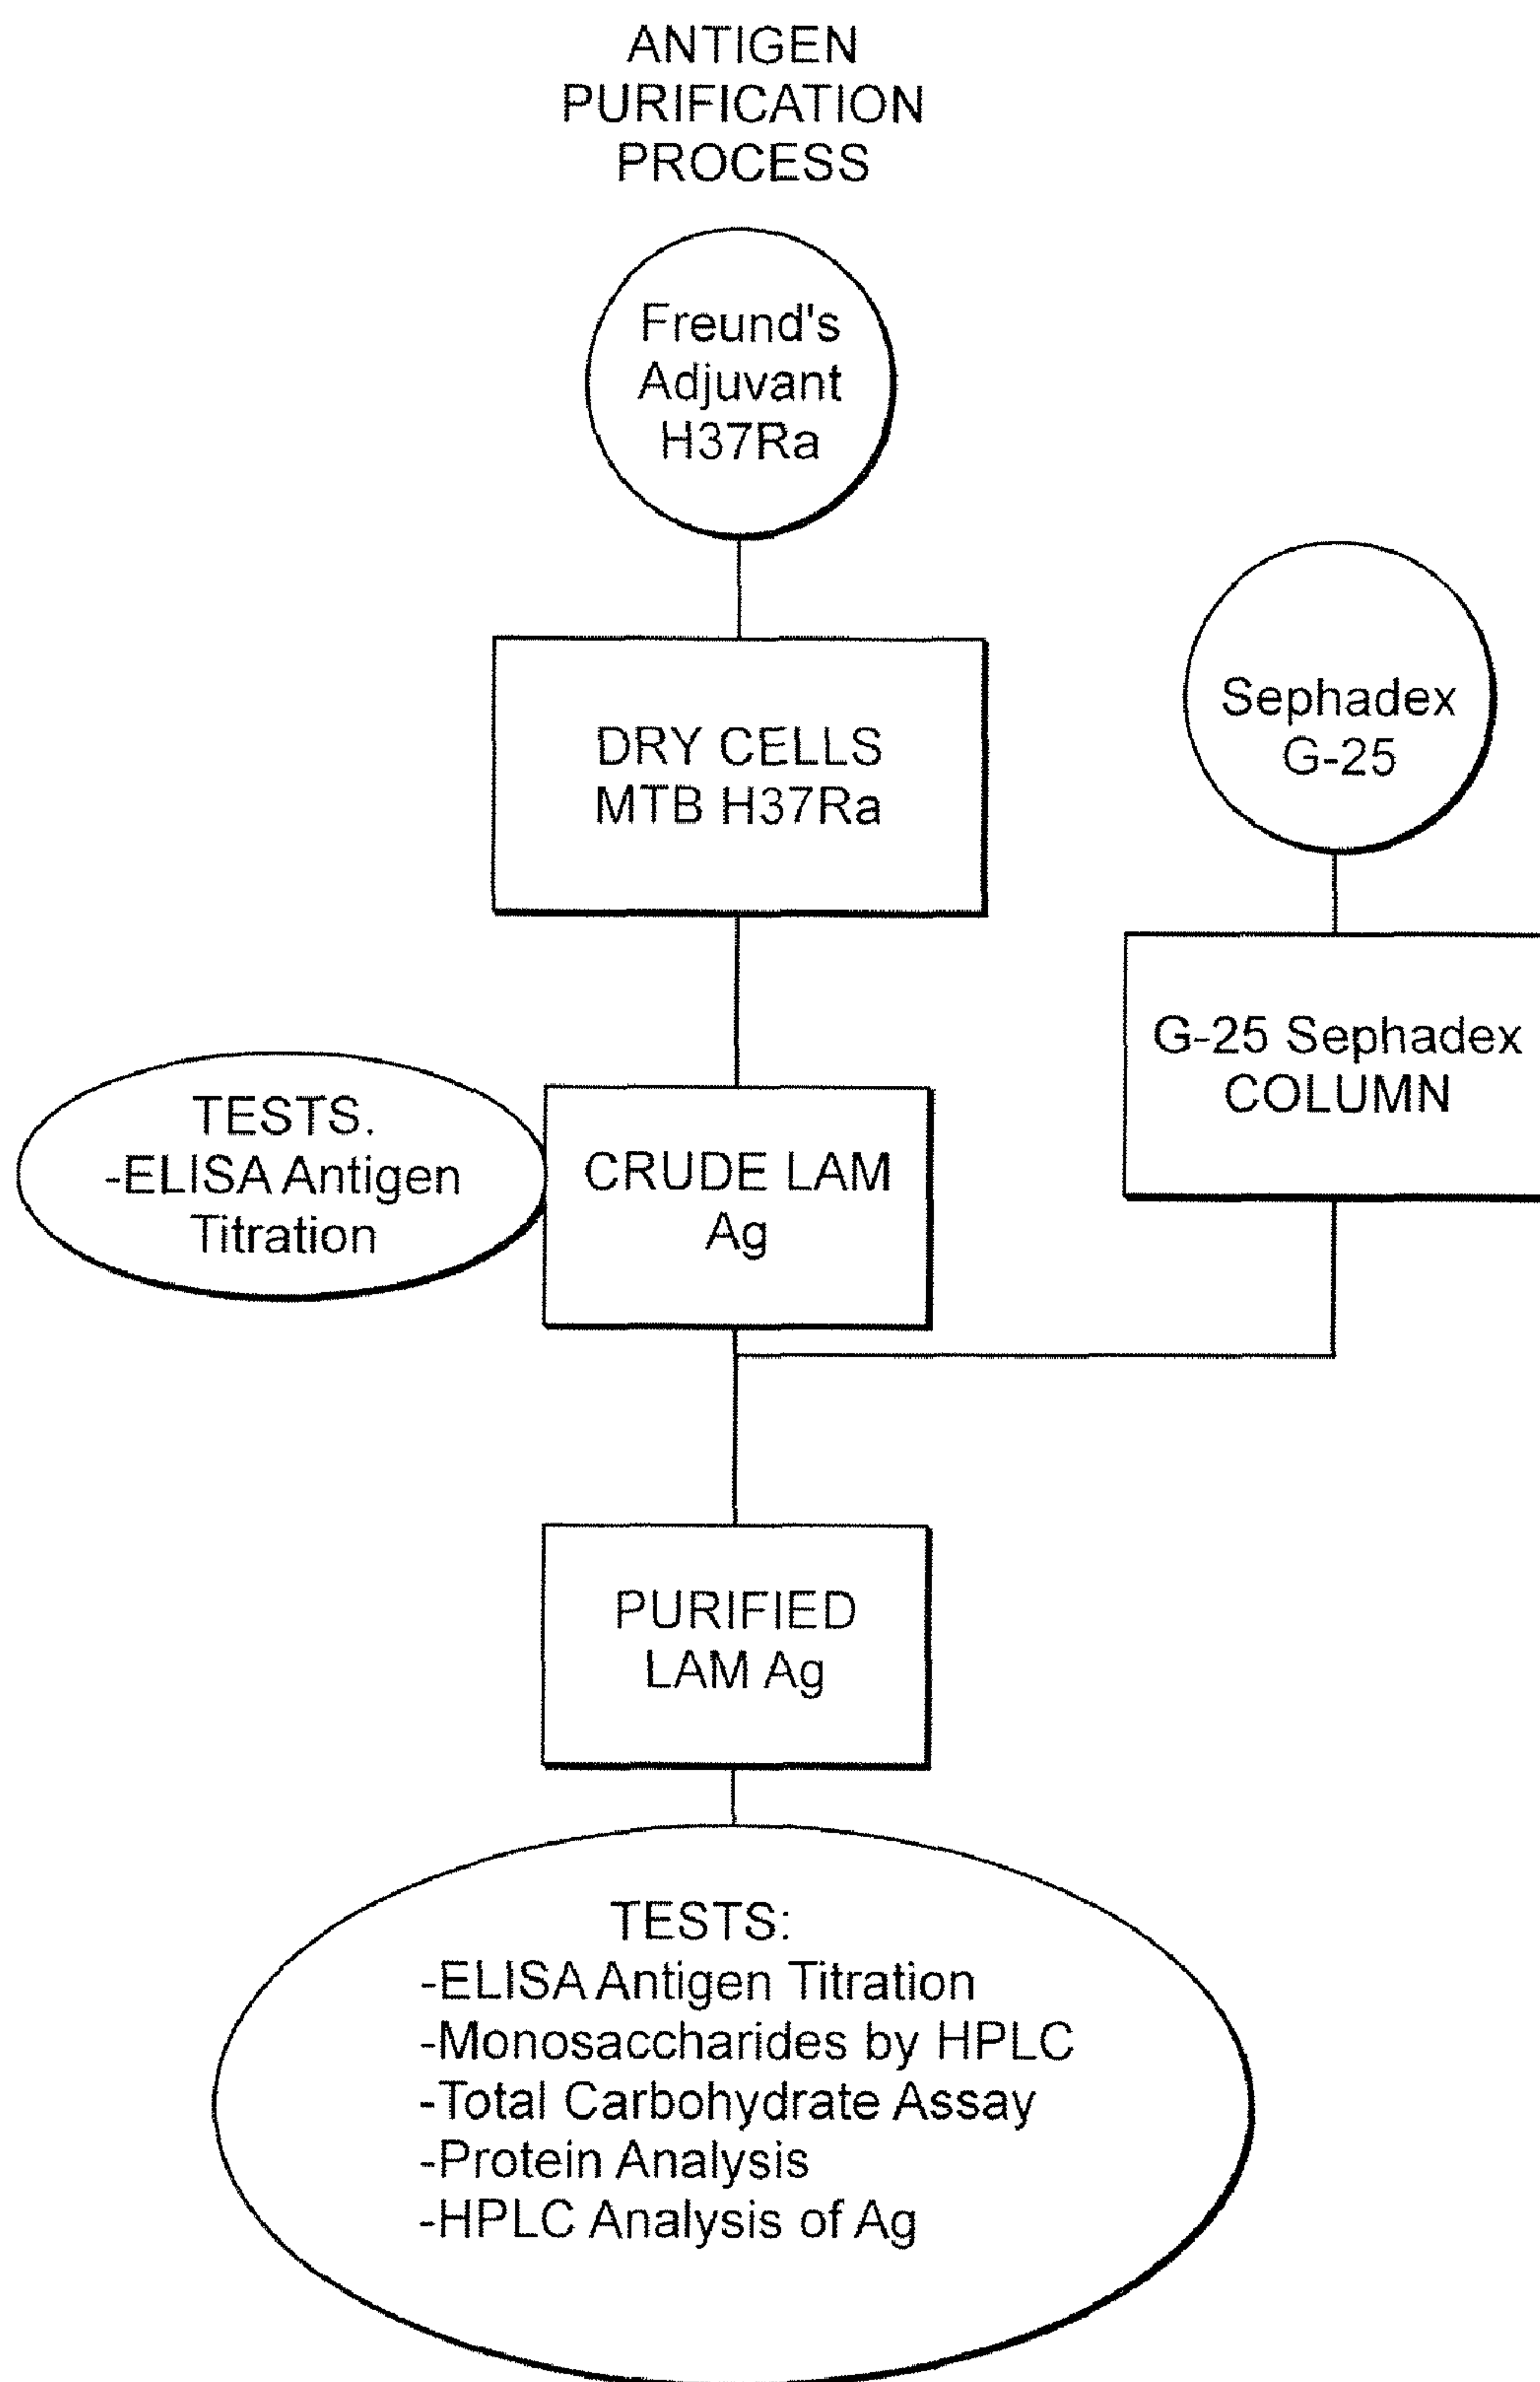 ANTIGEN
PURIFICATION
PROCESS
Freund's
Adjuvant
H37Ra
DRY CELLS
MTB H37Ra
Sephadex
G-25
G-25 Sephadex
COLUMN
TESTS.
-ELISA Antigen
Titration
CRUDE LAM
Ag
PURIFIED
LAM Ag
TESTS:
-ELISA Antigen Titration
-Monosaccharides by HPLC
-Total Carbohydrate Assay
-Protein Analysis
-HPLC Analysis of Ag